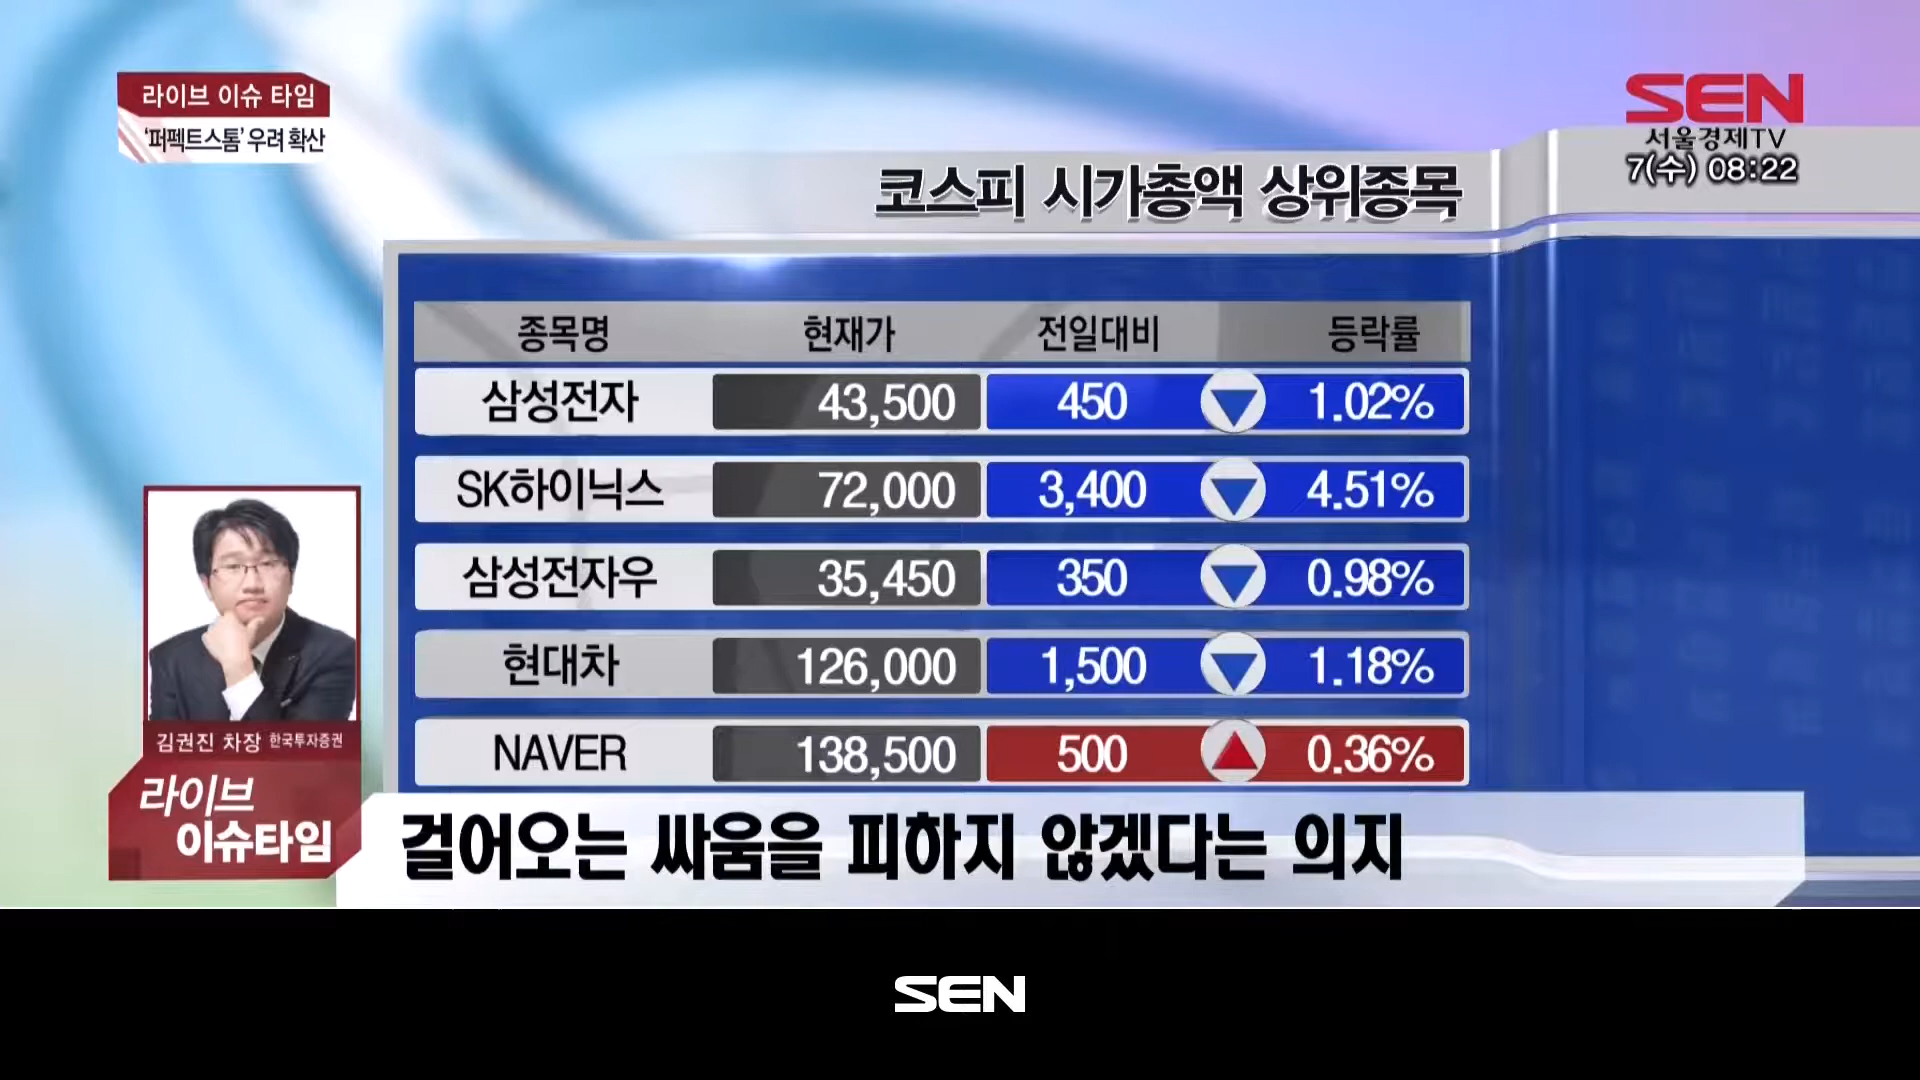 라이브 이슈 타임
‘퍼펙트스톰’ 우려 확산
SEN
서울경제TV
7(수) 08:22
코스피 시가총액 상위종목
종목명 현재가 전일대비 등락률
삼성전자 43,500 450 ▼ 1.02%
SK하이닉스 72,000 3,400 ▼ 4.51%
삼성전자우 35,450 350 ▼ 0.98%
현대차 126,000 1,500 ▼ 1.18%
NAVER 138,500 500 ▲ 0.36%
김권진 차장 한국투자증권
라이브
이슈타임
걸어오는 싸움을 피하지 않겠다는 의지
SEN